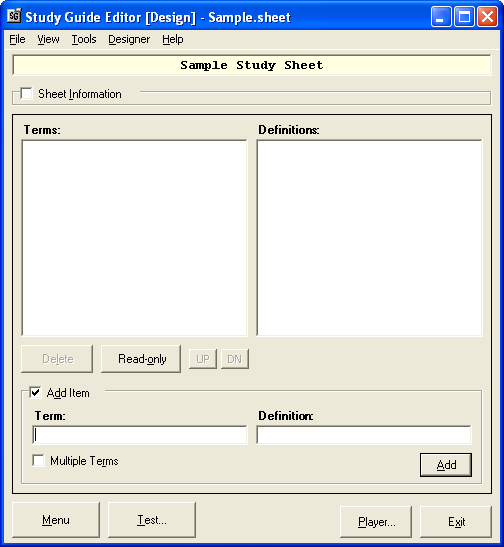 Study Guide Editor [Design] - Sample.sheet
File View Tools Designer Help
Sample Study Sheet
Sheet Information
Terms: Definitions:
Delete Read-only UP DN
Add Item
Term: Definition:
Multiple Terms Add
Menu Test... Player... Exit